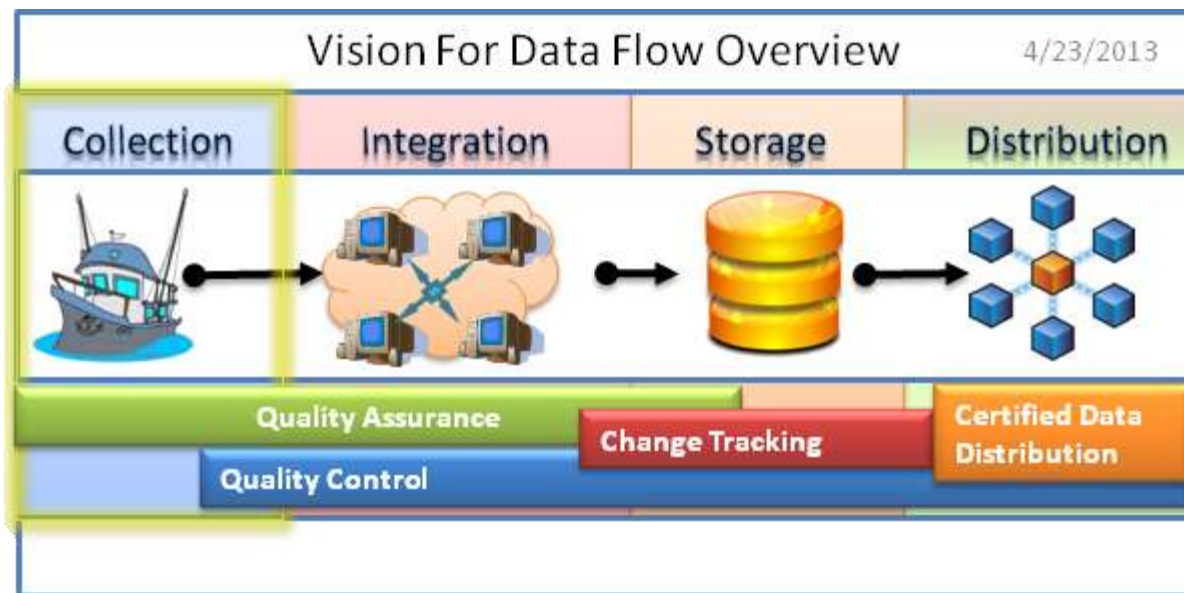 Vision For Data Flow Overview
4/23/2013
Collection
Integration
Storage
Distribution
Quality Assurance
Change Tracking
Certified Data
Distribution
Quality Control